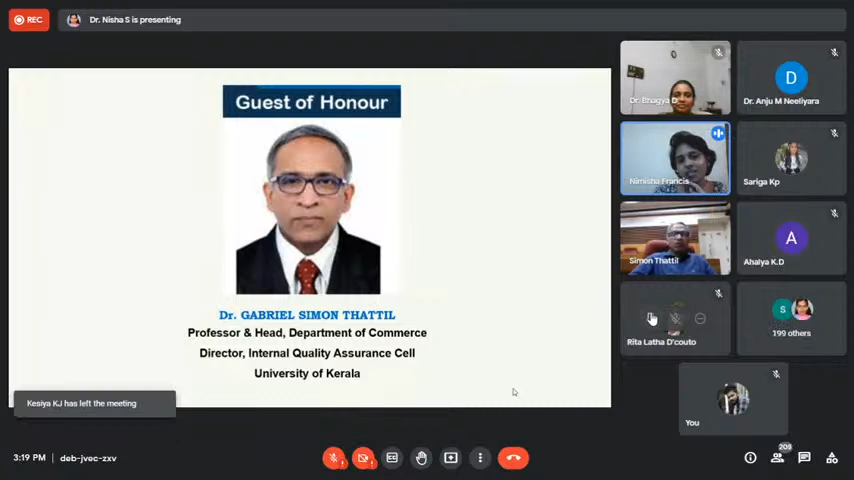 REC
Dr. Nisha S is presenting
Guest of Honour
Dr. GABRIEL SIMON THATTIL
Professor & Head, Department of Commerce
Director, Internal Quality Assurance Cell
University of Kerala
Kesiya KJ has left the meeting
Dr. Bhagya D
D
Dr. Anju M Neeliyara
Nimisha Francis
Sariga Kp
Simon Thattil
A
Ahalya K.D
Rita Latha D'couto
S
199 others
You
3:19 PM | deb-jvec-zxv
209